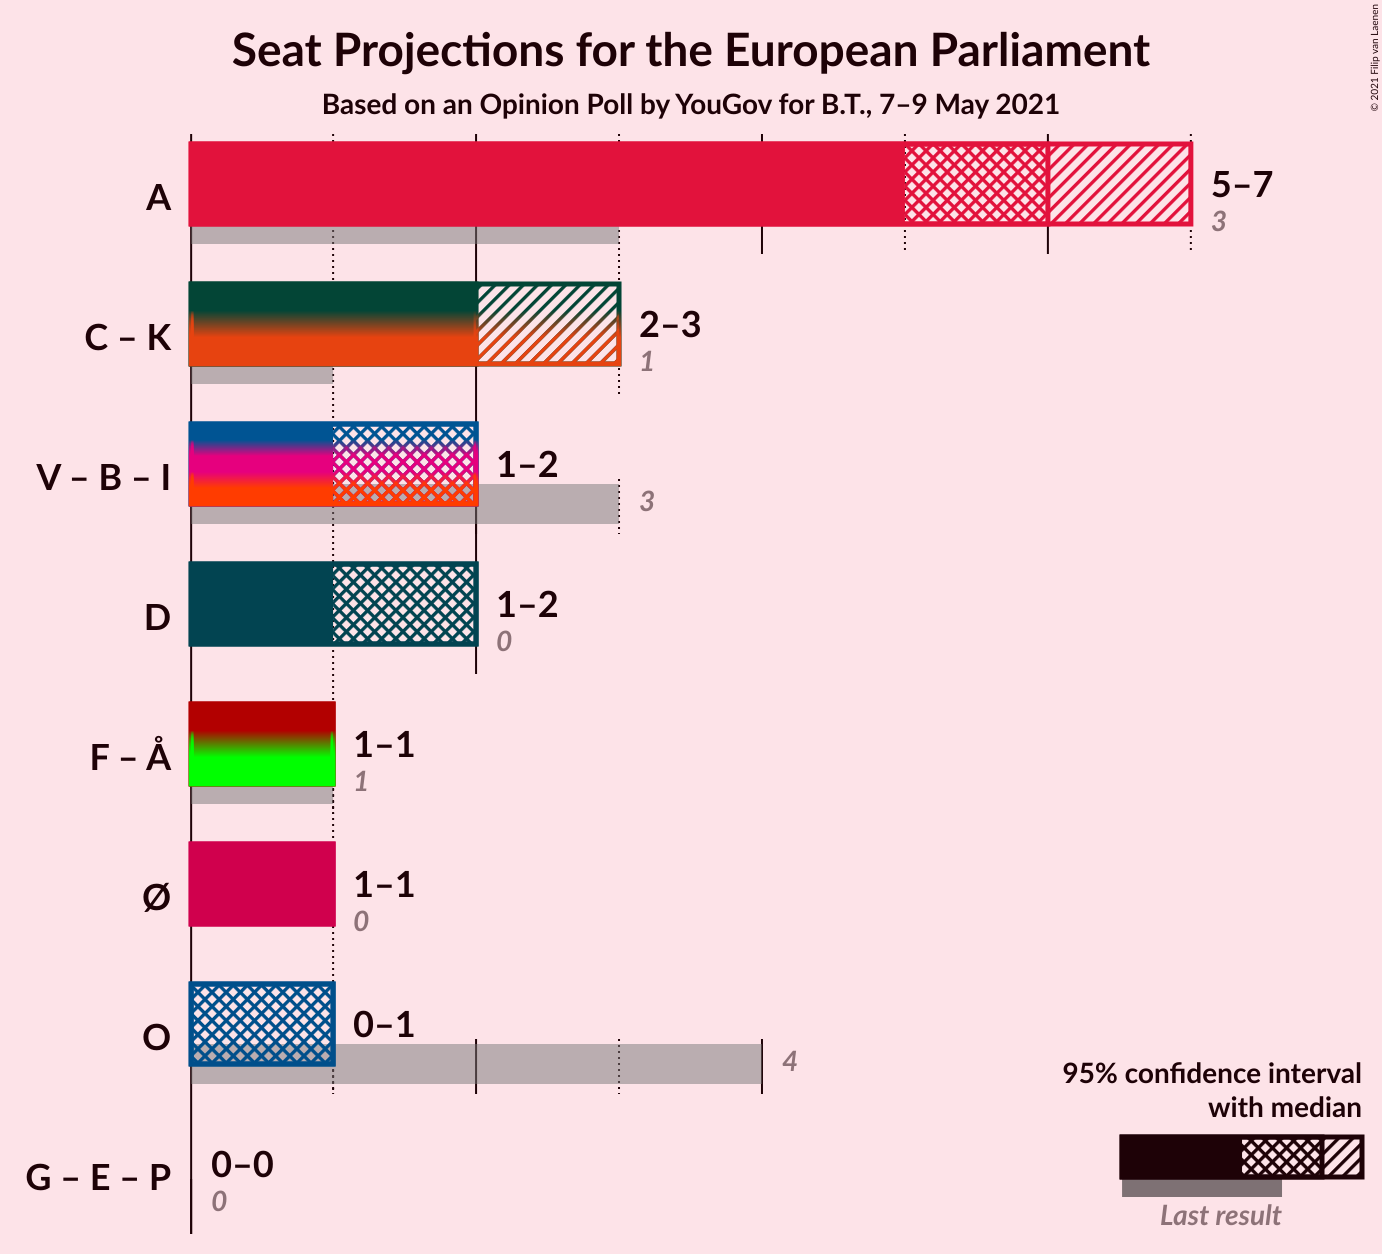 Seat Projections for the European Parliament
Based on an Opinion Poll by YouGov for B.T., 7–9 May 2021
© 2021 Filip van Laenen
A
5–7
3
C – K
2–3
1
V – B – I
1–2
3
D
1–2
0
F – Å
1–1
1
Ø
1–1
0
O
0–1
4
G – E – P
0–0
0
95% confidence interval
with median
Last result